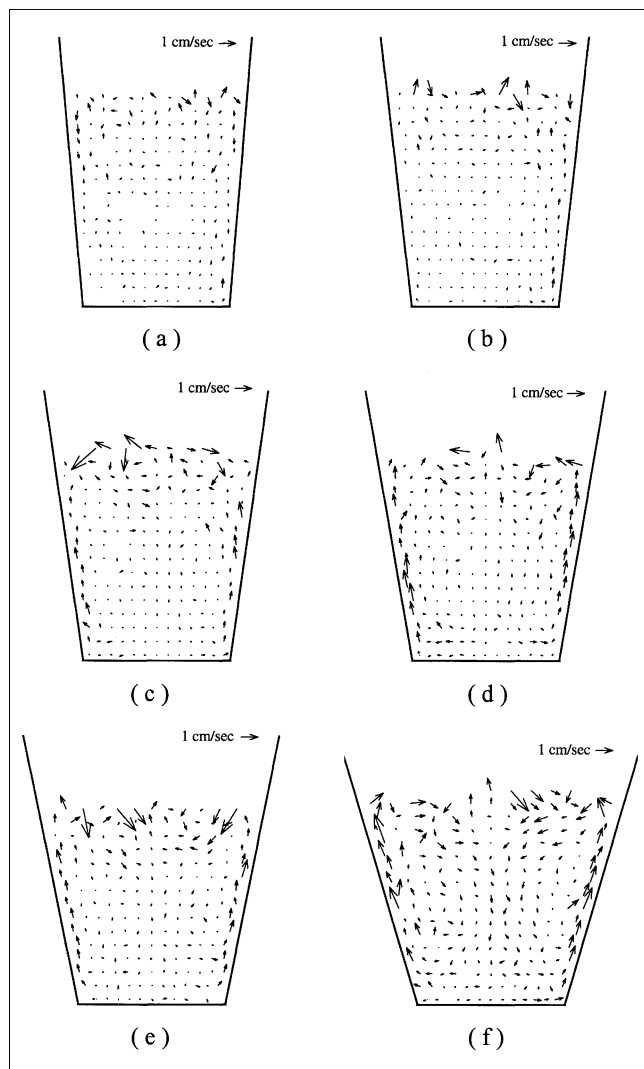 1 cm/sec
1 cm/sec
( a )
( b )
1 cm/sec
1 cm/sec
( c )
( d )
1 cm/sec
1 cm/sec
( e )
( f )